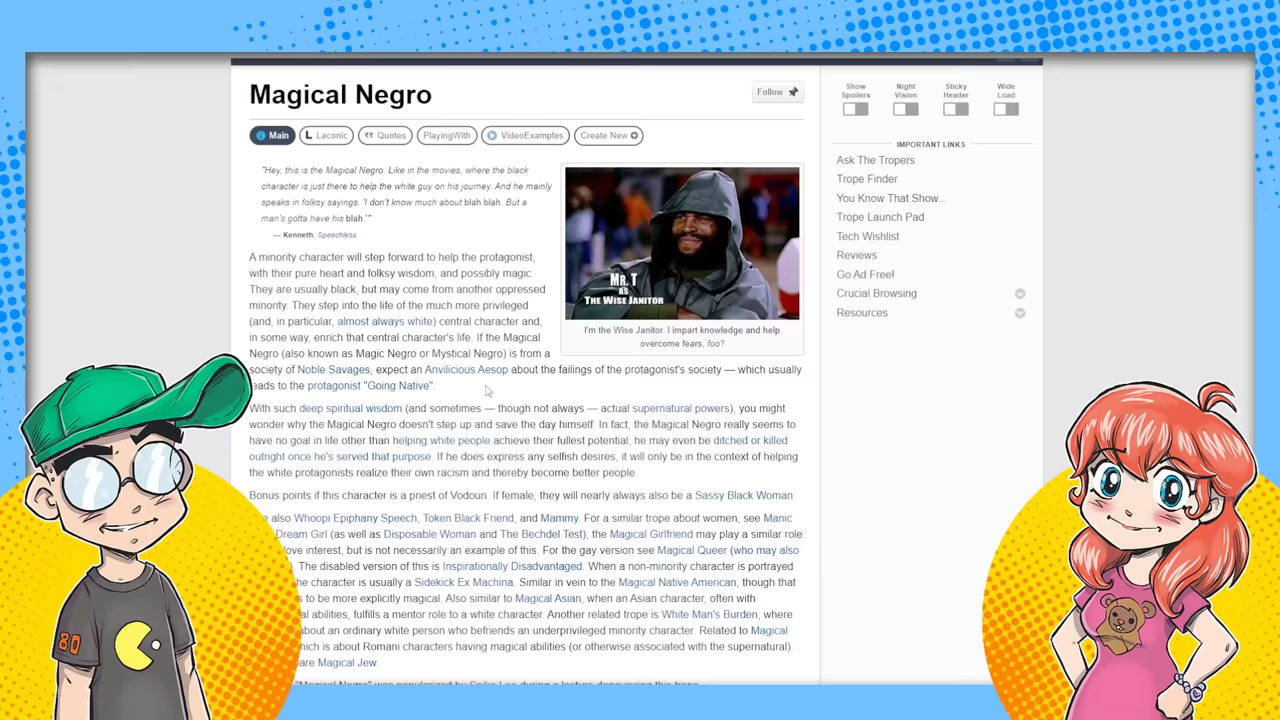 Magical Negro
Follow
Main
Laconic
Quotes
PlayingWith
VideoExamples
Create New
"Hey, this is the Magical Negro. Like in the movies, where the black
character is just there to help the white guy on his journey. And he mainly
speaks in folksy sayings. 'I don't know much about blah blah. But a
man's gotta have his blah.'"
— Kenneth, Speechless
MR. T
AS
THE WISE JANITOR
I'm the Wise Janitor. I impart knowledge and help
overcome fears, foo'!
A minority character will step forward to help the protagonist,
with their pure heart and folksy wisdom, and possibly magic.
They are usually black, but may come from another oppressed
minority. They step into the life of the much more privileged
(and, in particular, almost always white) central character and,
in some way, enrich that central character's life. If the Magical
Negro (also known as Magic Negro or Mystical Negro) is from a
society of Noble Savages, expect an Anvilicious Aesop about the failings of the protagonist's society — which usually
eads to the protagonist "Going Native".
With such deep spiritual wisdom (and sometimes — though not always — actual supernatural powers), you might
wonder why the Magical Negro doesn't step up and save the day himself. In fact, the Magical Negro really seems to
have no goal in life other than helping white people achieve their fullest potential; he may even be ditched or killed
outright once he's served that purpose. If he does express any selfish desires, it will only be in the context of helping
the white protagonists realize their own racism and thereby become better people.
Bonus points if this character is a priest of Vodoun. If female, they will nearly always also be a Sassy Black Woman.
also Whoopi Epiphany Speech, Token Black Friend, and Mammy. For a similar trope about women, see Manic
Dream Girl (as well as Disposable Woman and The Bechdel Test); the Magical Girlfriend may play a similar role
love interest, but is not necessarily an example of this. For the gay version see Magical Queer (who may also
). The disabled version of this is Inspirationally Disadvantaged. When a non-minority character is portrayed
he character is usually a Sidekick Ex Machina. Similar in vein to the Magical Native American, though that
s to be more explicitly magical. Also similar to Magical Asian, when an Asian character, often with
al abilities, fulfills a mentor role to a white character. Another related trope is White Man's Burden, where
about an ordinary white person who befriends an underprivileged minority character. Related to Magical
hich is about Romani characters having magical abilities (or otherwise associated with the supernatural).
are Magical Jew.
"Magical Negro" was popularized by Spike Lee during a lecture denouncing this trope
Show Spoilers
Night Vision
Sticky Header
Wide Load
IMPORTANT LINKS
Ask The Tropers
Trope Finder
You Know That Show...
Trope Launch Pad
Tech Wishlist
Reviews
Go Ad Free!
Crucial Browsing
Resources
80